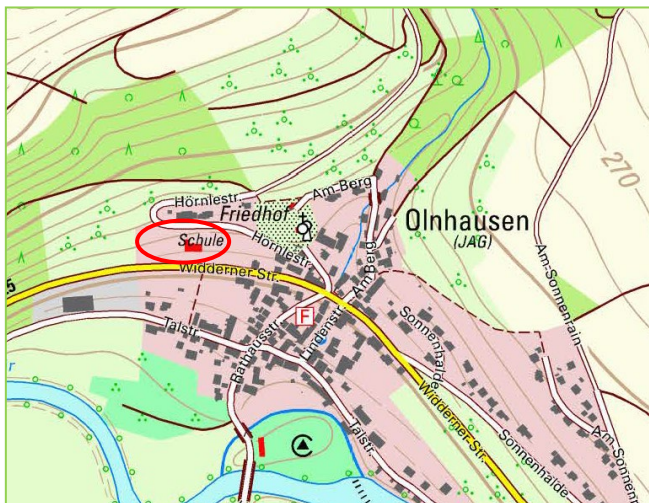 270
Hörnlestr.
Am Berg
Friedhof
Olnhausen
(JAG)
Schule
Hörnlestr.
Widderner Str.
Am Berg
Am-Sonnenrain
F
Talstr.
Rathausstr.
Lindenstr.
Sonnenhalde
Widderner Str.
Talstr.
Sonnenhalde
Am-Sonnen